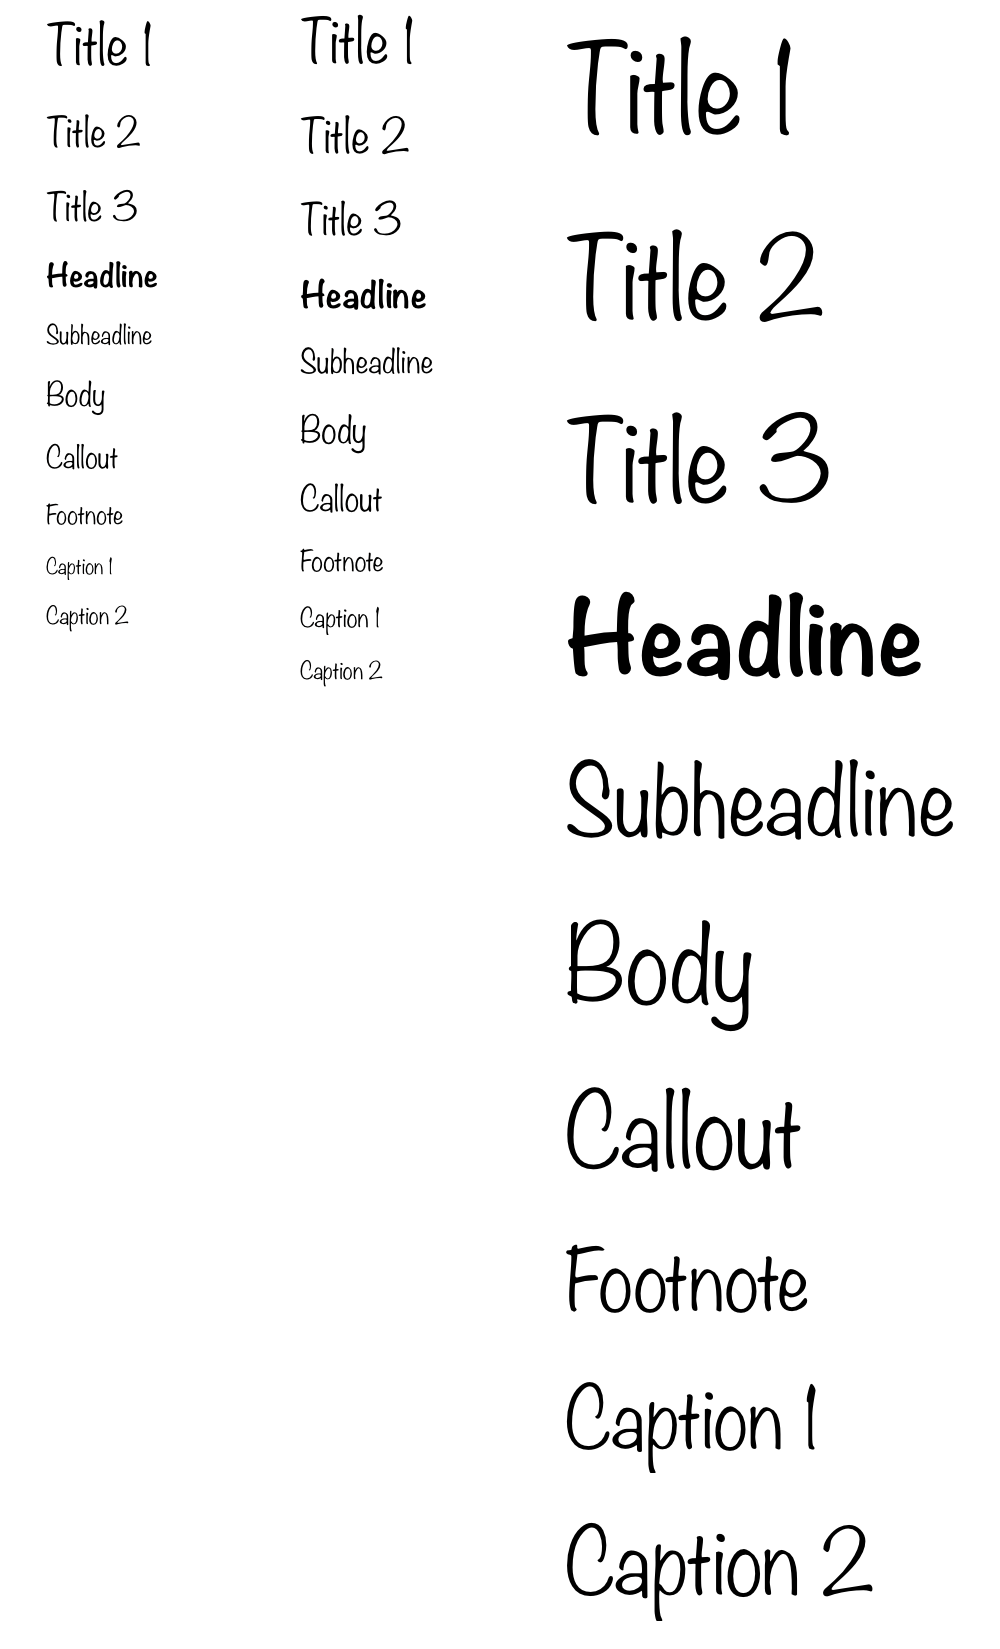 Title 1
Title 2
Title 3
Headline
Subheadline
Body
Callout
Footnote
Caption 1
Caption 2
Title 1
Title 2
Title 3
Headline
Subheadline
Body
Callout
Footnote
Caption 1
Caption 2
Title 1
Title 2
Title 3
Headline
Subheadline
Body
Callout
Footnote
Caption 1
Caption 2